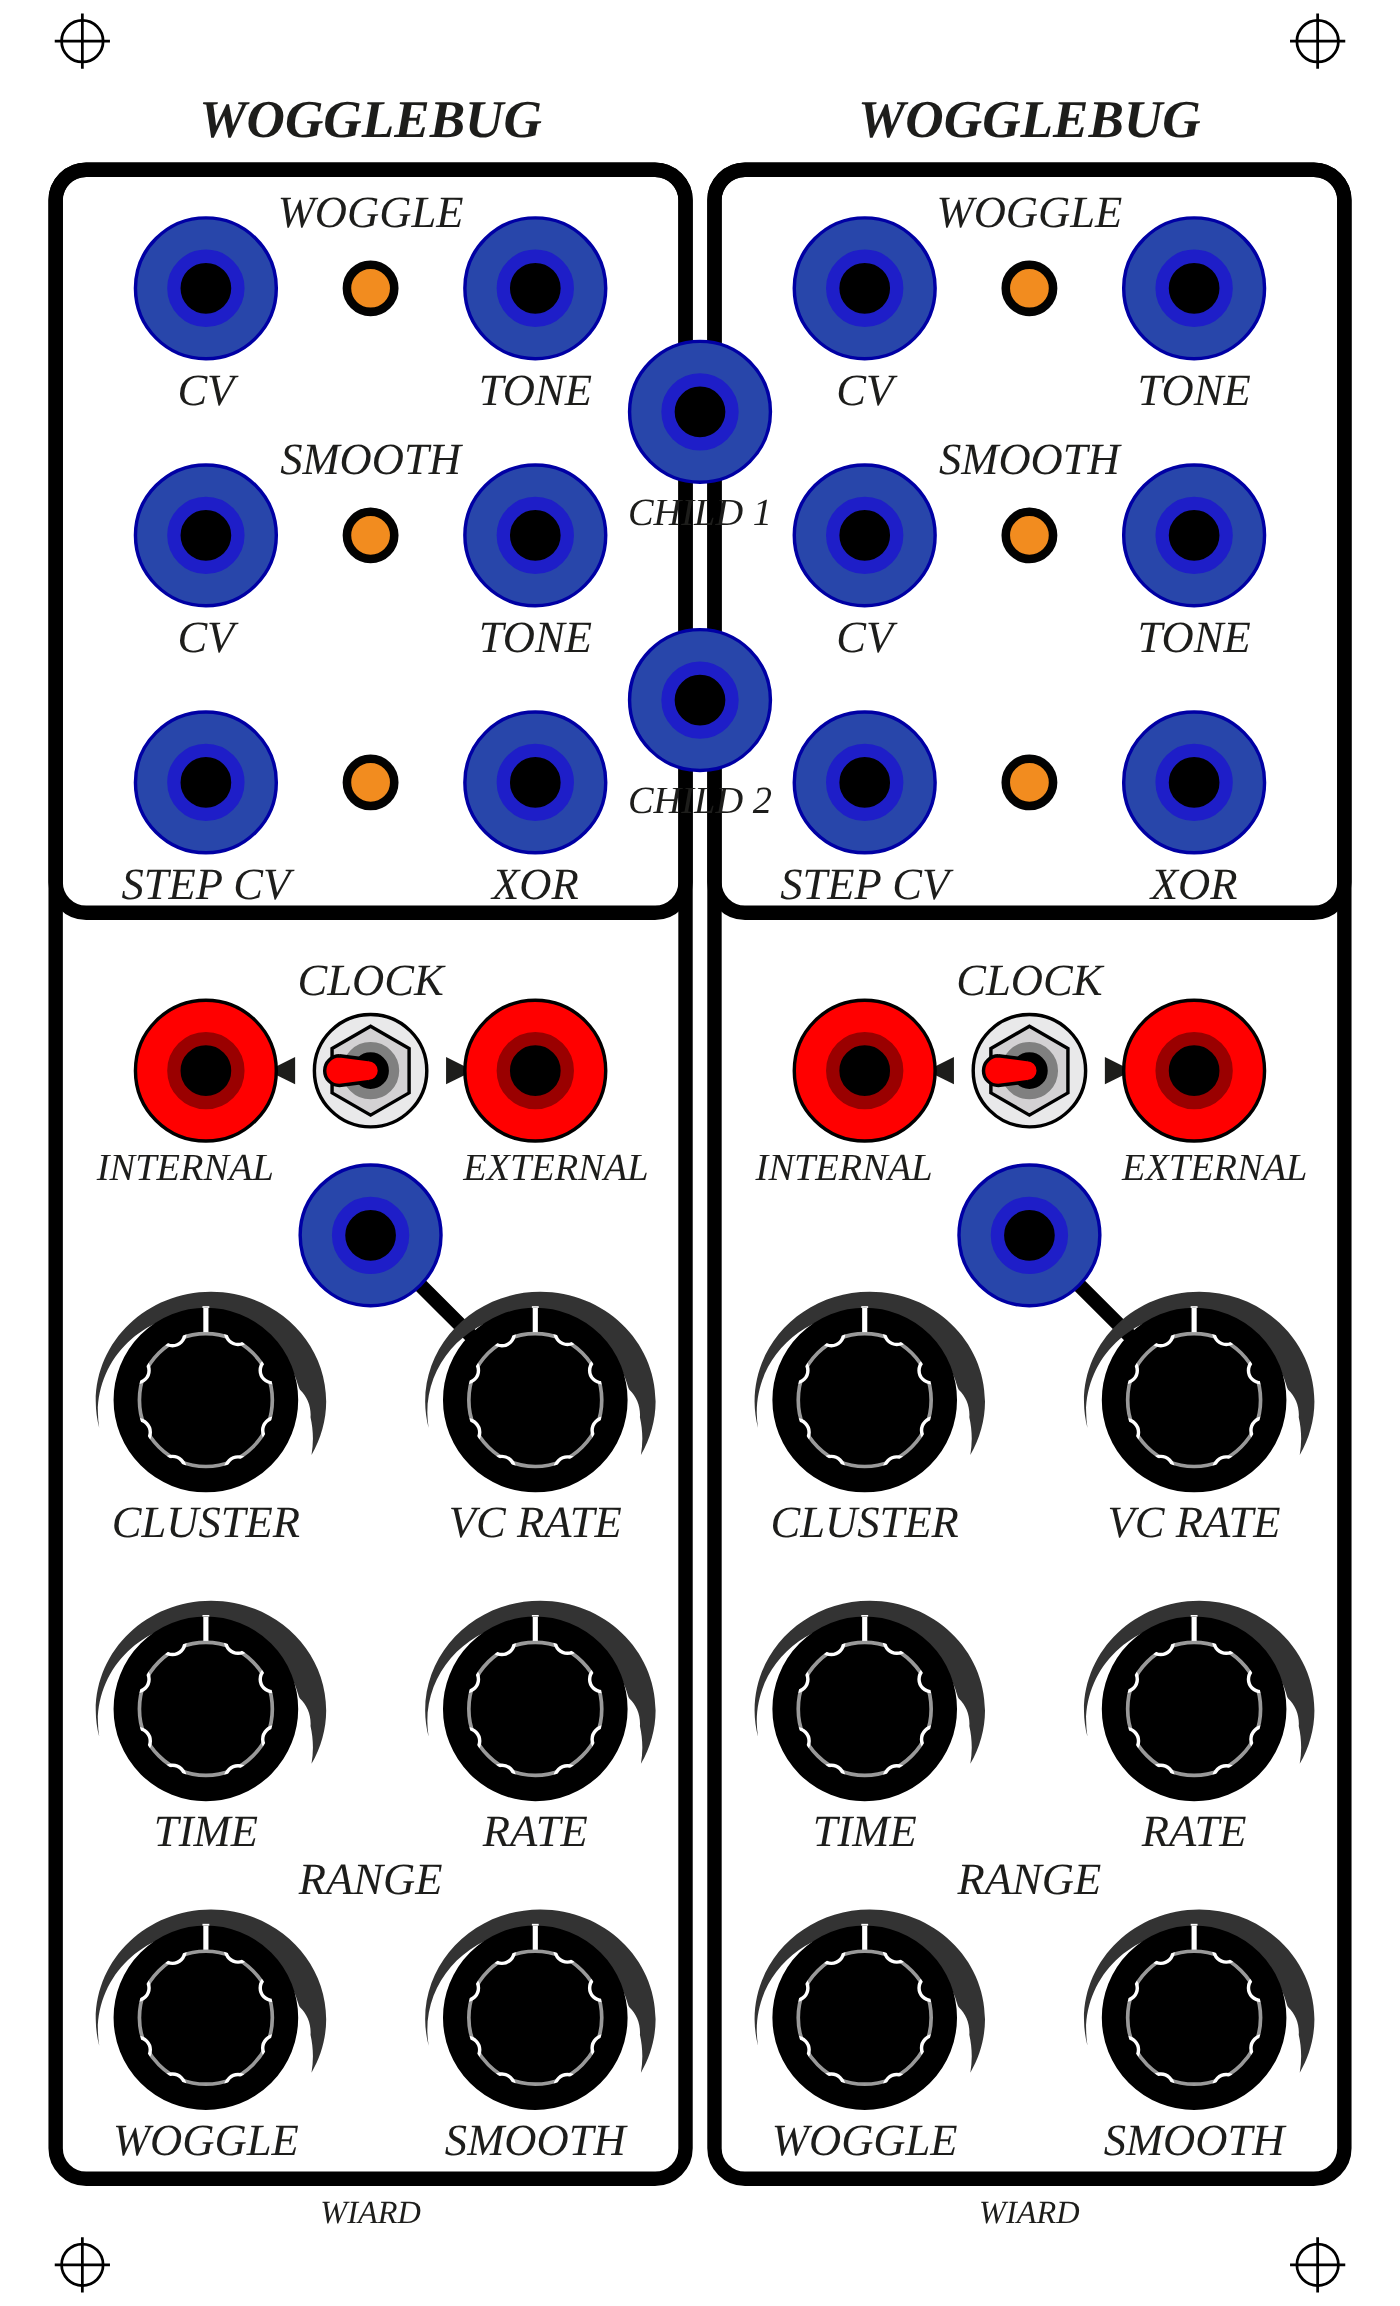 WOGGLEBUG WOGGLEBUG
WOGGLE WOGGLE
CV TONE CV TONE
SMOOTH SMOOTH
CHILD 1
CV TONE CV TONE
CHILD 2
STEP CV XOR STEP CV XOR
CLOCK CLOCK
INTERNAL EXTERNAL INTERNAL EXTERNAL
CLUSTER VC RATE CLUSTER VC RATE
TIME RATE TIME RATE
RANGE RANGE
WOGGLE SMOOTH WOGGLE SMOOTH
WIARD WIARD